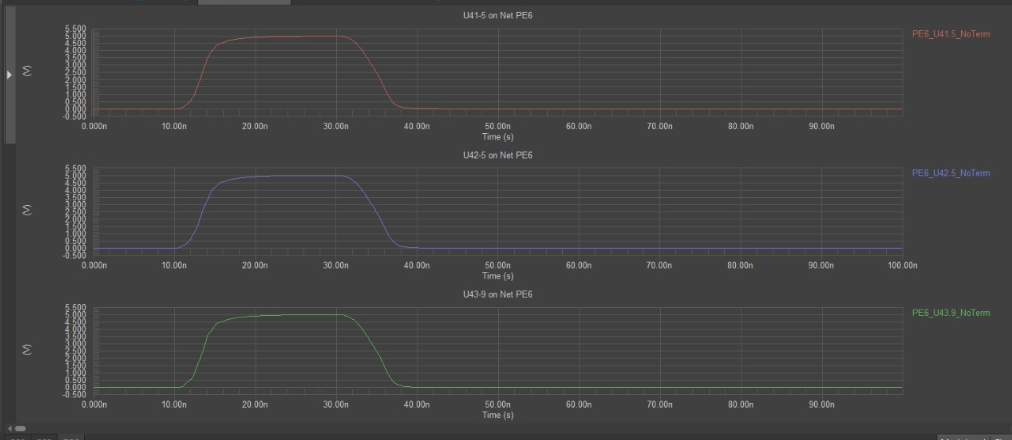 U41-5 on Net PE6
5.500
5.000
4.500
4.000
3.500
3.000
2.500
2.000
1.500
1.000
0.500
0.000
-0.500
(V)
PE6_U41.5_NoTerm
0.000n 10.00n 20.00n 30.00n 40.00n 50.00n 60.00n 70.00n 80.00n 90.00n
Time (s)
U42-5 on Net PE6
5.500
5.000
4.500
4.000
3.500
3.000
2.500
2.000
1.500
1.000
0.500
0.000
-0.500
(V)
PE6_U42.5_NoTerm
0.000n 10.00n 20.00n 30.00n 40.00n 50.00n 60.00n 70.00n 80.00n 90.00n 100.00n
Time (s)
U43-9 on Net PE6
5.500
5.000
4.500
4.000
3.500
3.000
2.500
2.000
1.500
1.000
0.500
0.000
-0.500
(V)
PE6_U43.9_NoTerm
0.000n 10.00n 20.00n 30.00n 40.00n 50.00n 60.00n 70.00n 80.00n 90.00n
Time (s)